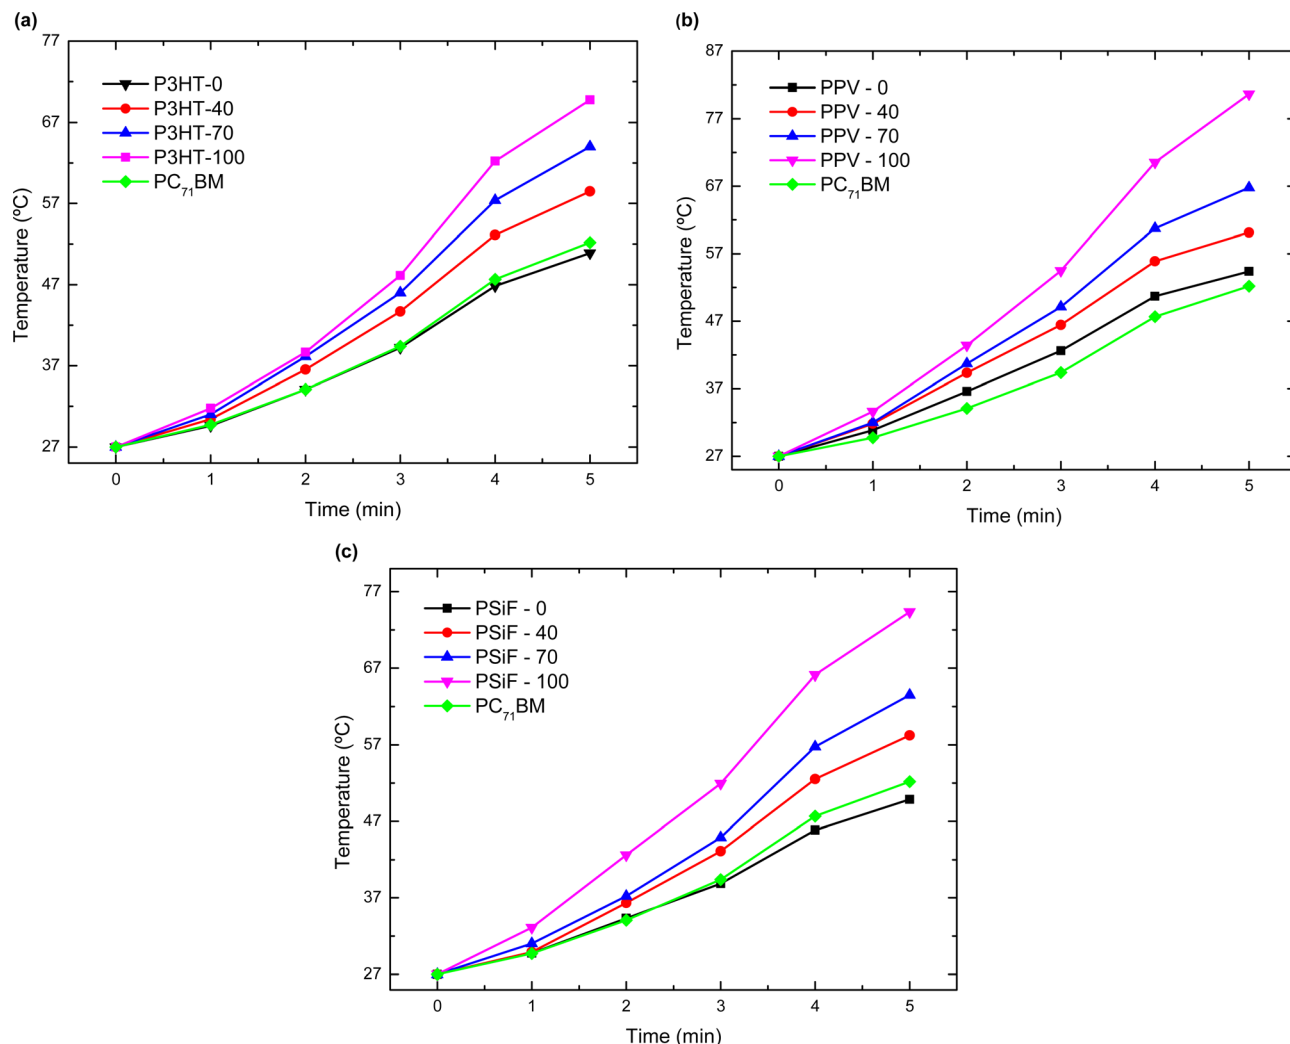 (a)
77
67
57
47
37
27
Temperature (ºC)
P3HT-0
P3HT-40
P3HT-70
P3HT-100
PC71BM
0 1 2 3 4 5
Time (min)
(b)
87
77
67
57
47
37
27
Temperature (ºC)
PPV - 0
PPV - 40
PPV - 70
PPV - 100
PC71BM
0 1 2 3 4 5
Time (min)
(c)
77
67
57
47
37
27
Temperature (ºC)
PSiF - 0
PSiF - 40
PSiF - 70
PSiF - 100
PC71BM
0 1 2 3 4 5
Time (min)